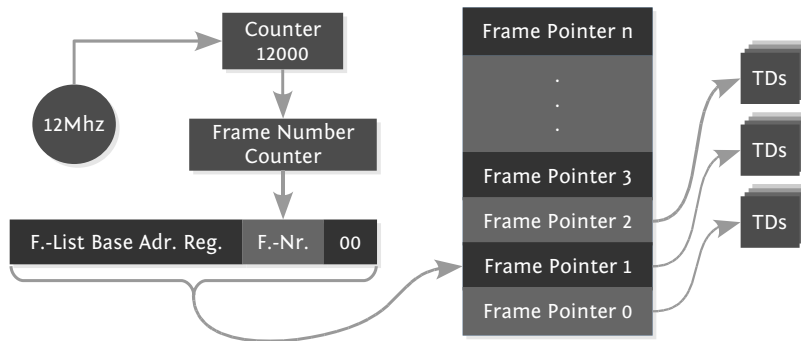 12Mhz
Counter
12000
Frame Number
Counter
F.-List Base Adr. Reg.
F.-Nr.
00
Frame Pointer n
.
.
.
Frame Pointer 3
Frame Pointer 2
Frame Pointer 1
Frame Pointer 0
TDs
TDs
TDs